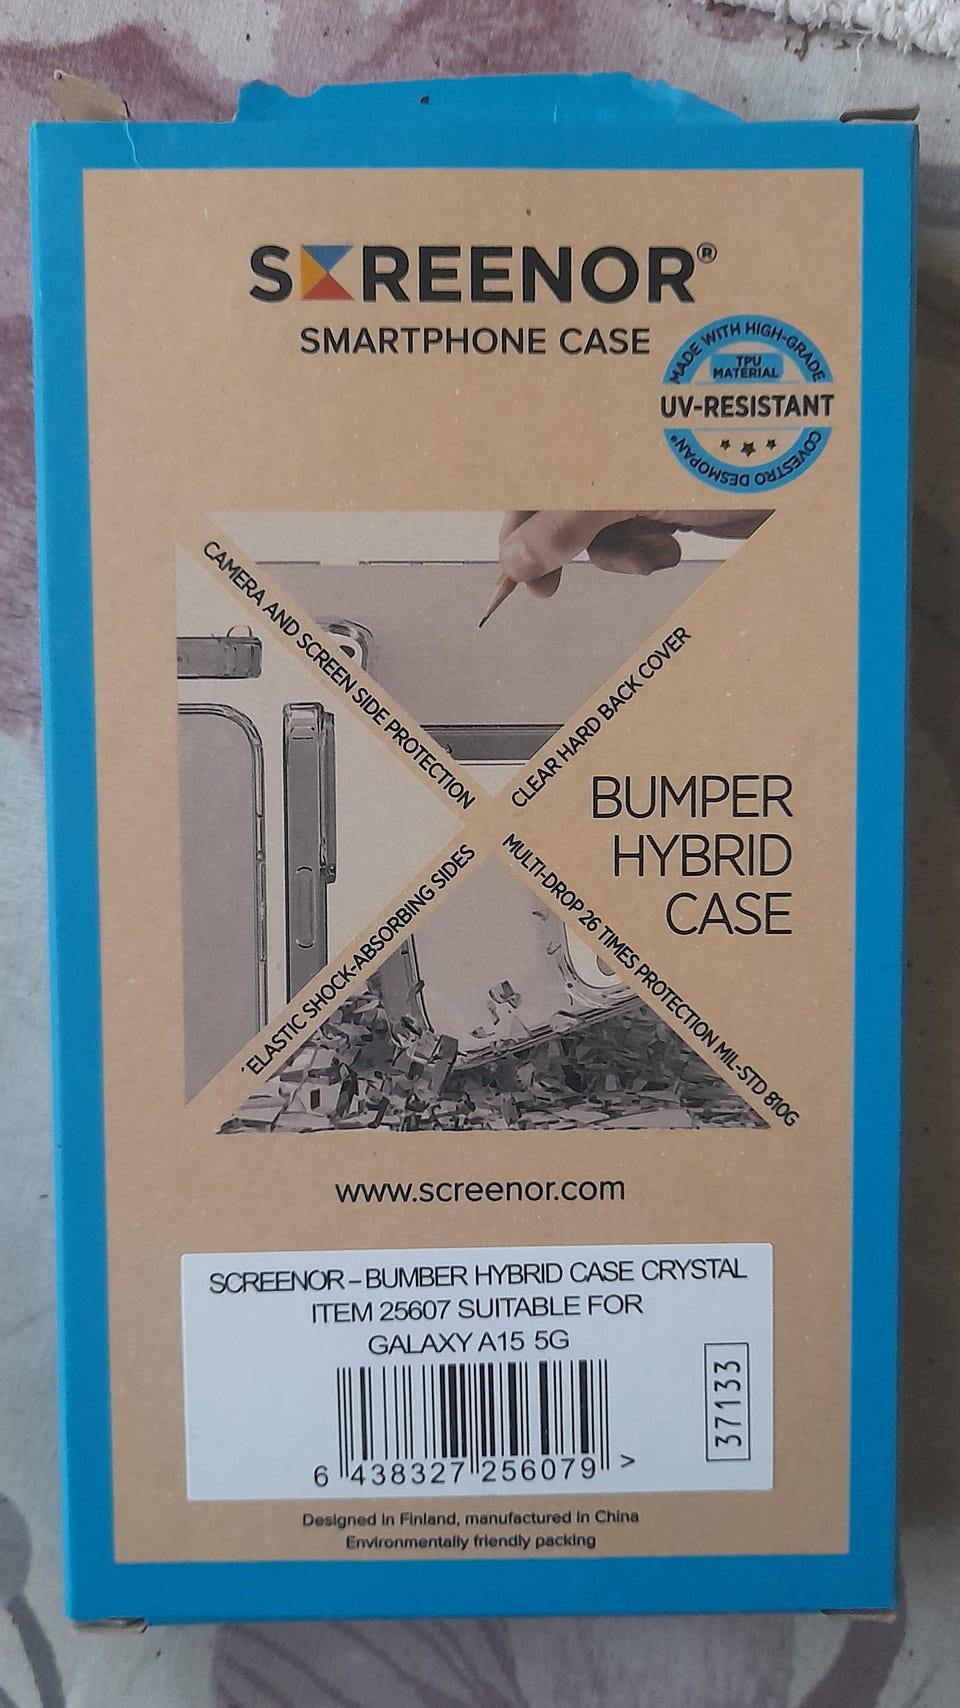 SCREENOR®
SMARTPHONE CASE
MADE WITH HIGH-GRADE
TPU
MATERIAL
UV-RESISTANT
COVESTRO DESMOPAN®
CAMERA AND SCREEN SIDE PROTECTION
CLEAR HARD BACK COVER
BUMPER
HYBRID
CASE
*ELASTIC SHOCK-ABSORBING SIDES
MULTI-DROP 26 TIMES PROTECTION MIL-STD 810G
www.screenor.com
SCREENOR – BUMBER HYBRID CASE CRYSTAL
ITEM 25607 SUITABLE FOR
GALAXY A15 5G
37133
6 438327 256079 >
Designed in Finland, manufactured in China
Environmentally friendly packing